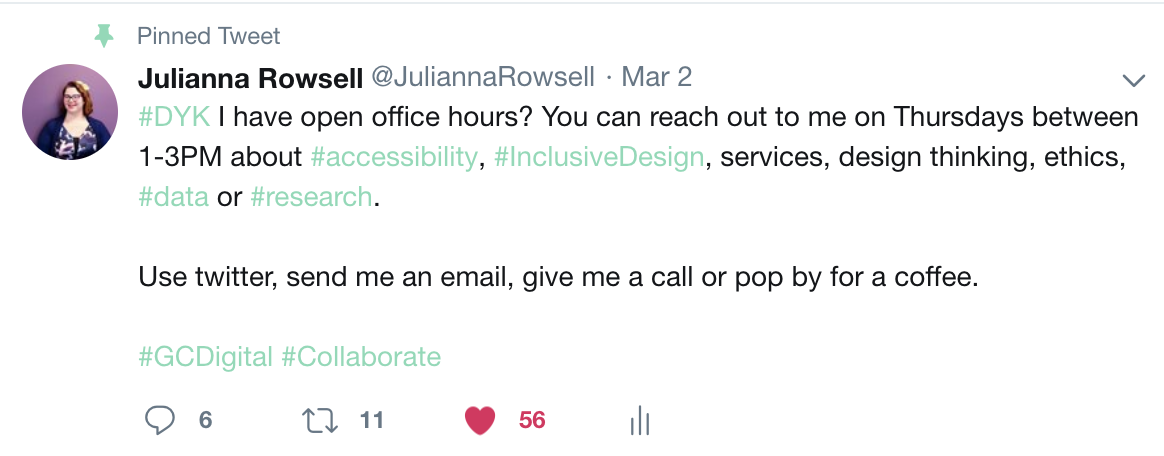 Pinned Tweet
Julianna Rowsell @JuliannaRowsell · Mar 2
#DYK I have open office hours? You can reach out to me on Thursdays between
1-3PM about #accessibility, #InclusiveDesign, services, design thinking, ethics,
#data or #research.
Use twitter, send me an email, give me a call or pop by for a coffee.
#GCDigital #Collaborate
6 11 56